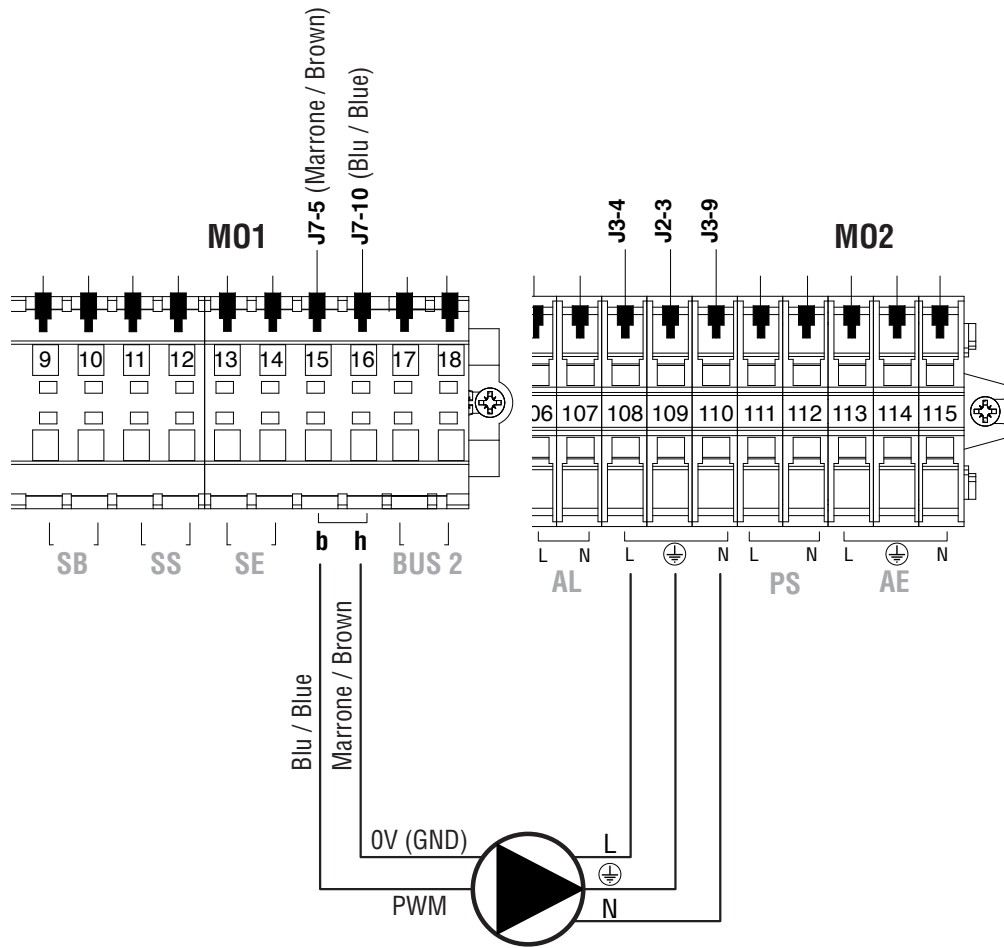 J7-5 (Marrone / Brown)
J7-10 (Blu / Blue)
J3-4
J2-3
J3-9
M01
M02
9 10 11 12 13 14 15 16 17 18
06 107 108 109 110 111 112 113 114 115
b h
L N L N L N L N
SB SS SE BUS 2
AL PS AE
Blu / Blue
Marrone / Brown
0V (GND)
PWM
L
N